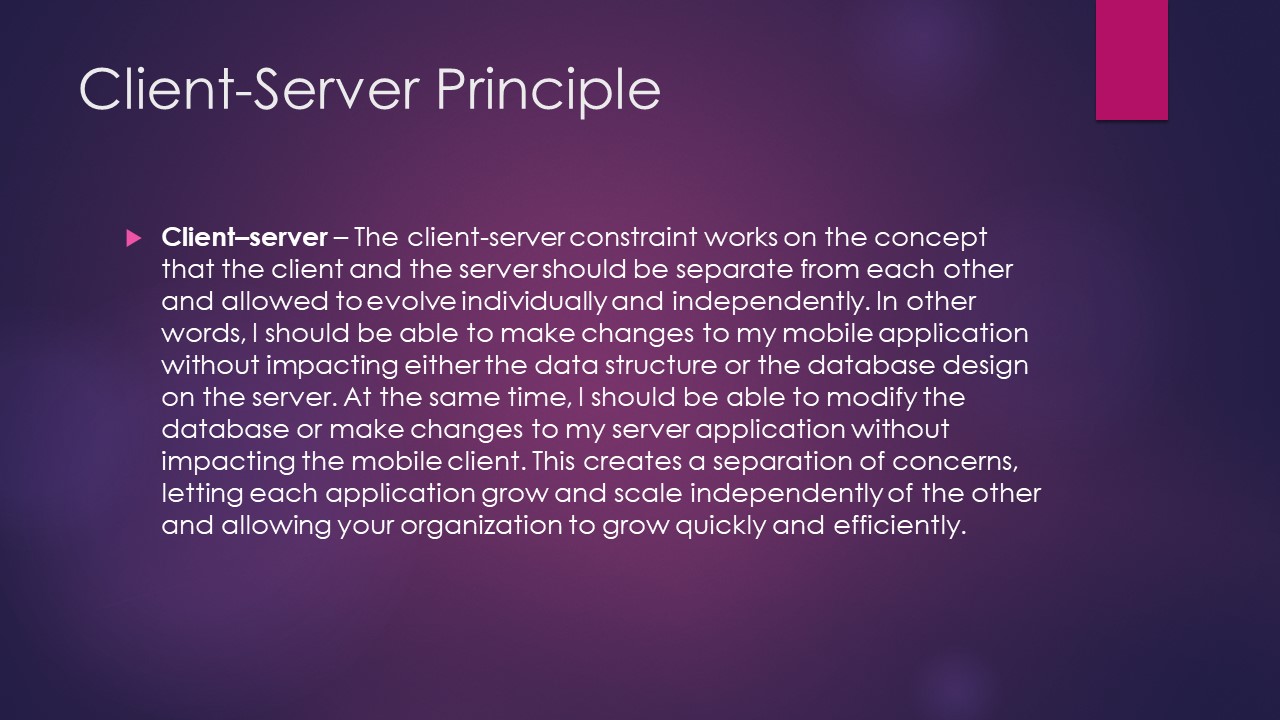 Client-Server Principle
Client–server – The client-server constraint works on the concept
that the client and the server should be separate from each other
and allowed to evolve individually and independently. In other
words, I should be able to make changes to my mobile application
without impacting either the data structure or the database design
on the server. At the same time, I should be able to modify the
database or make changes to my server application without
impacting the mobile client. This creates a separation of concerns,
letting each application grow and scale independently of the other
and allowing your organization to grow quickly and efficiently.